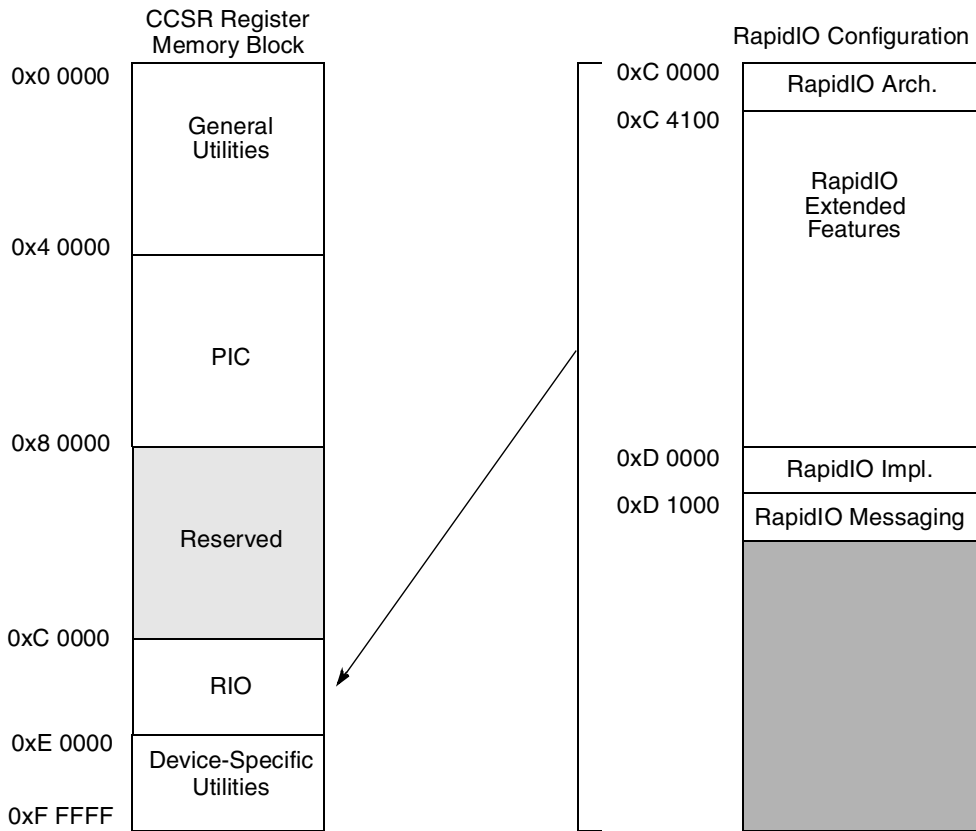 CCSR Register
Memory Block
0x0 0000
General
Utilities
0x4 0000
PIC
0x8 0000
Reserved
0xC 0000
RIO
0xE 0000
Device-Specific
Utilities
0xF FFFF
RapidIO Configuration
0xC 0000
RapidIO Arch.
0xC 4100
RapidIO
Extended
Features
0xD 0000
RapidIO Impl.
0xD 1000
RapidIO Messaging